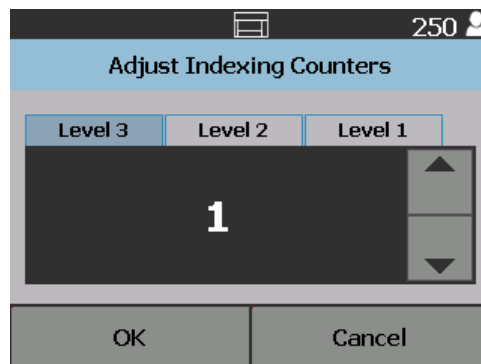 250
Adjust Indexing Counters
Level 3 Level 2 Level 1
1
OK Cancel